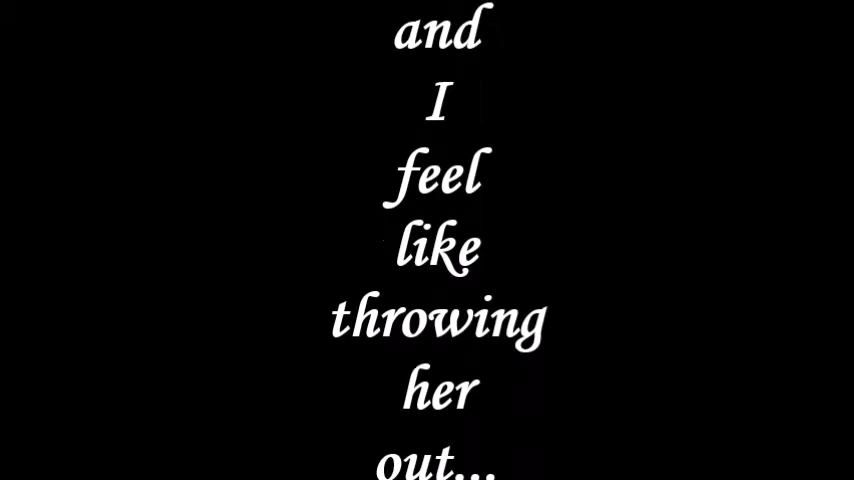 and
I
feel
like
throwing
her
out...